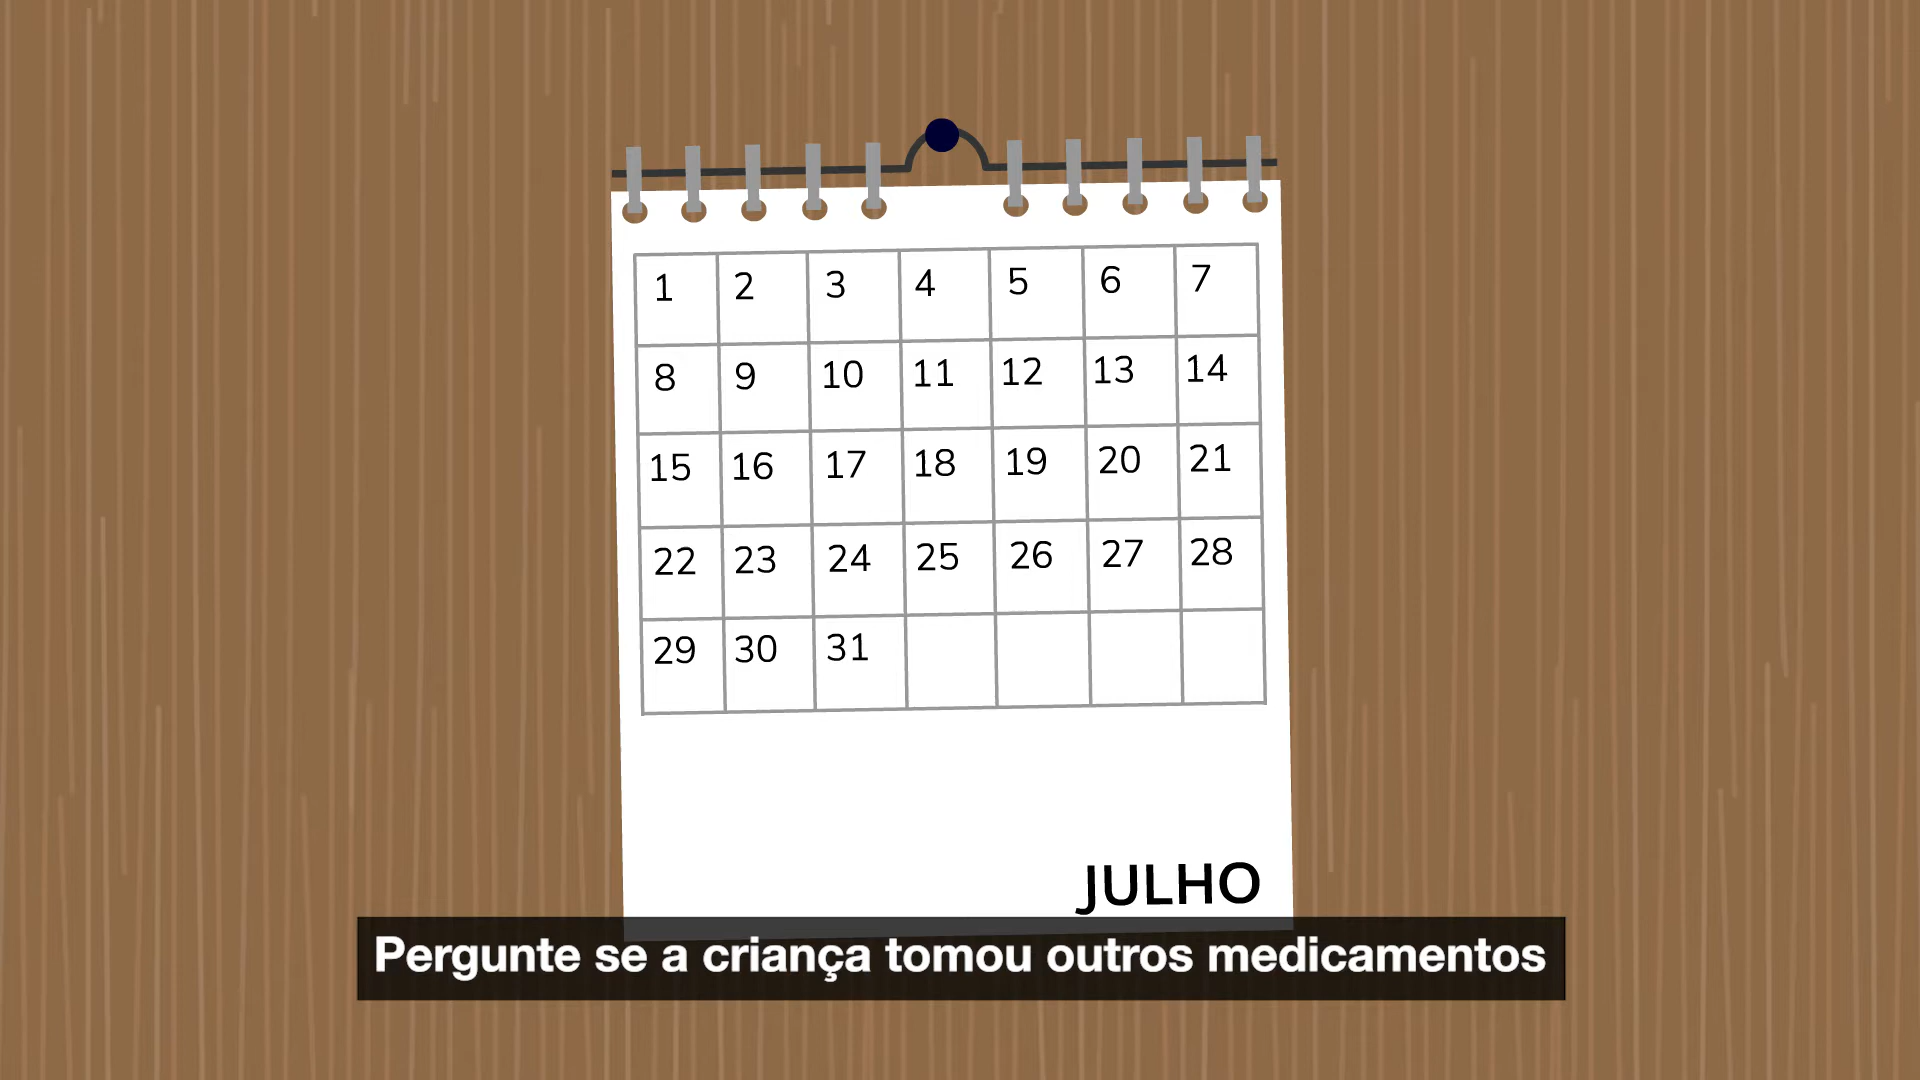 1 2 3 4 5 6 7
8 9 10 11 12 13 14
15 16 17 18 19 20 21
22 23 24 25 26 27 28
29 30 31
JULHO
Pergunte se a criança tomou outros medicamentos